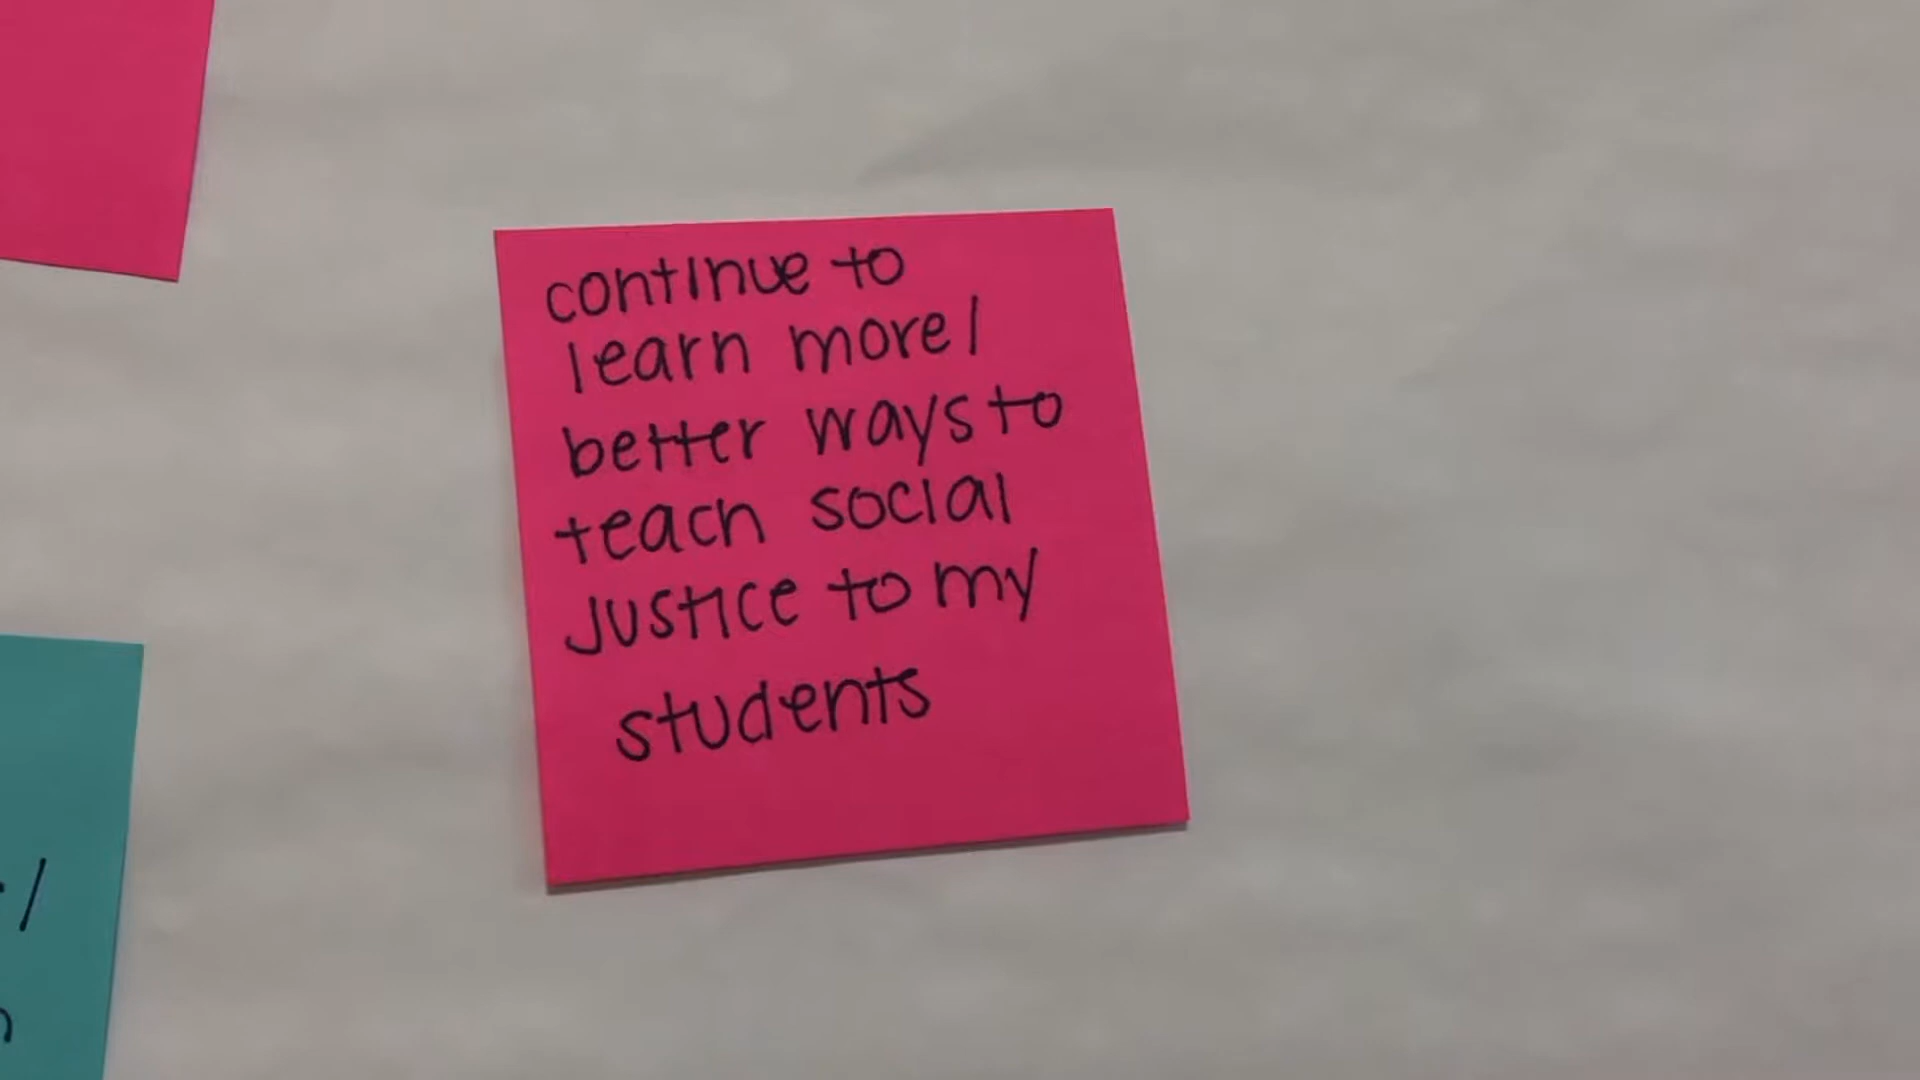 continue to
learn more/
better ways to
teach social
justice to my
students